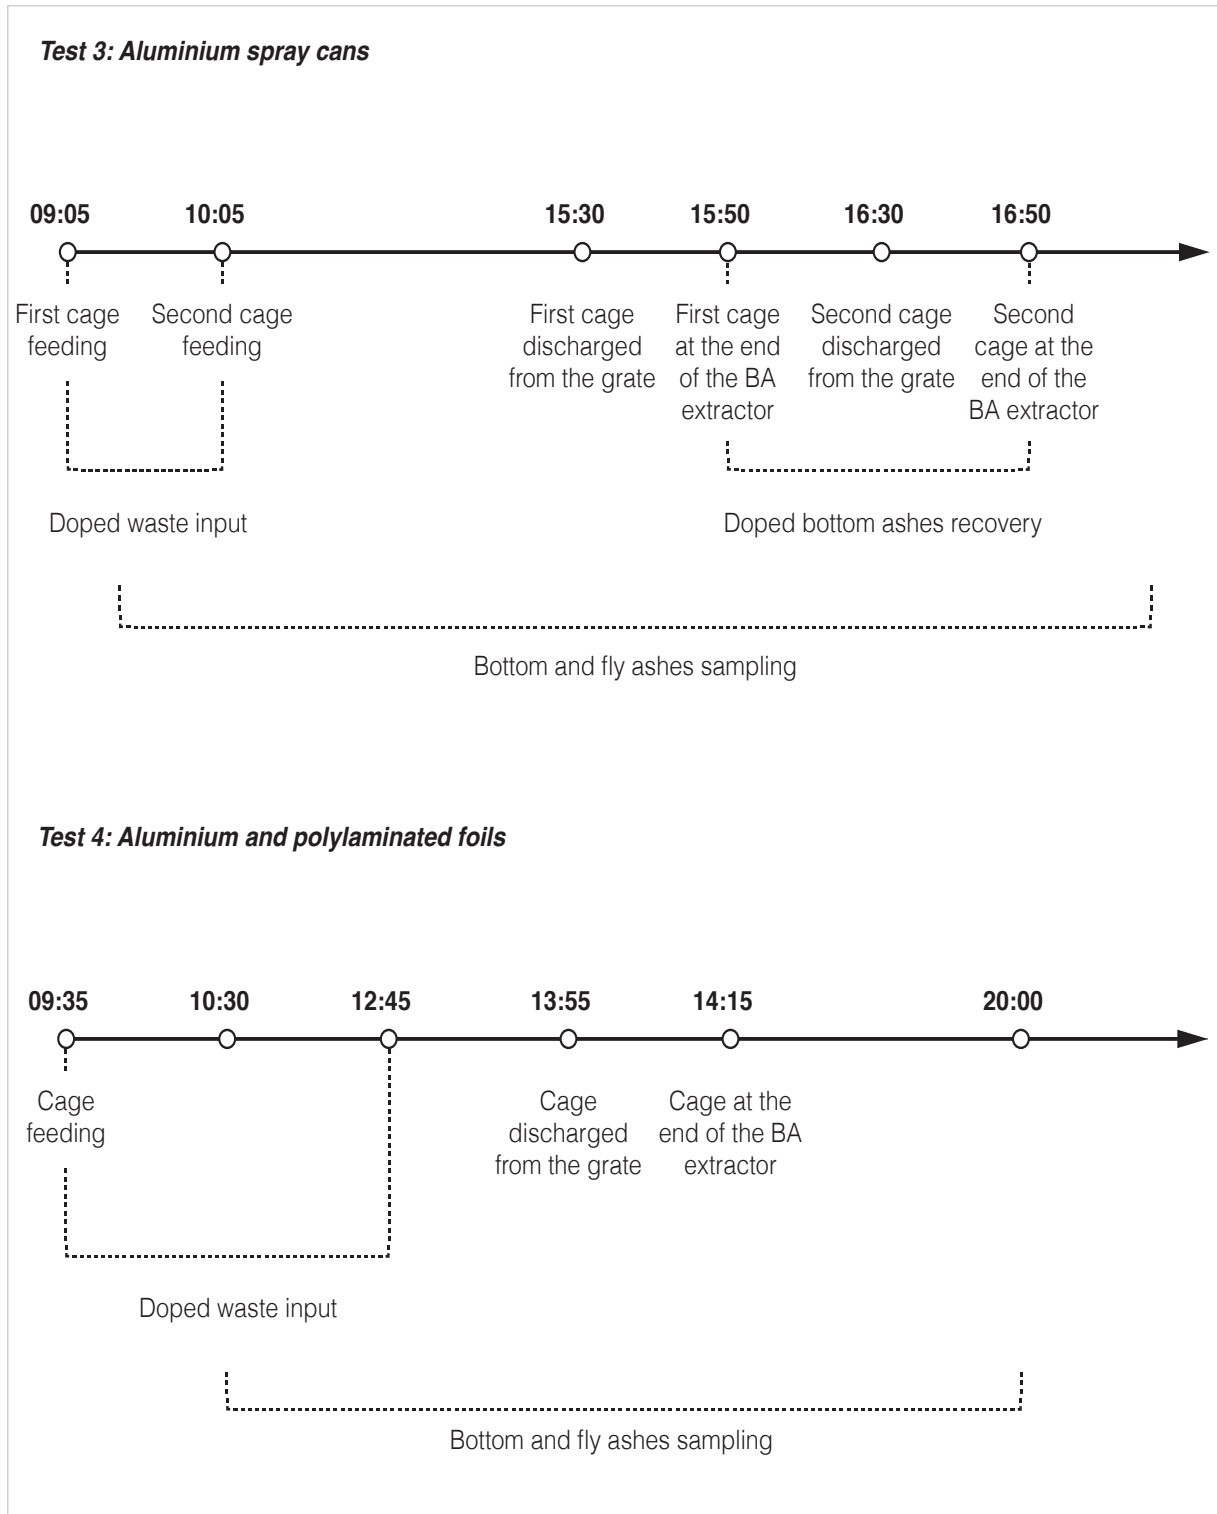 Test 3: Aluminium spray cans
09:05 10:05 15:30 15:50 16:30 16:50
First cage
feeding
Second cage
feeding
First cage
discharged
from the grate
First cage
at the end
of the BA
extractor
Second cage
discharged
from the grate
Second
cage at the
end of the
BA extractor
Doped waste input
Doped bottom ashes recovery
Bottom and fly ashes sampling
Test 4: Aluminium and polylaminated foils
09:35 10:30 12:45 13:55 14:15 20:00
Cage
feeding
Cage
discharged
from the grate
Cage at the
end of the BA
extractor
Doped waste input
Bottom and fly ashes sampling